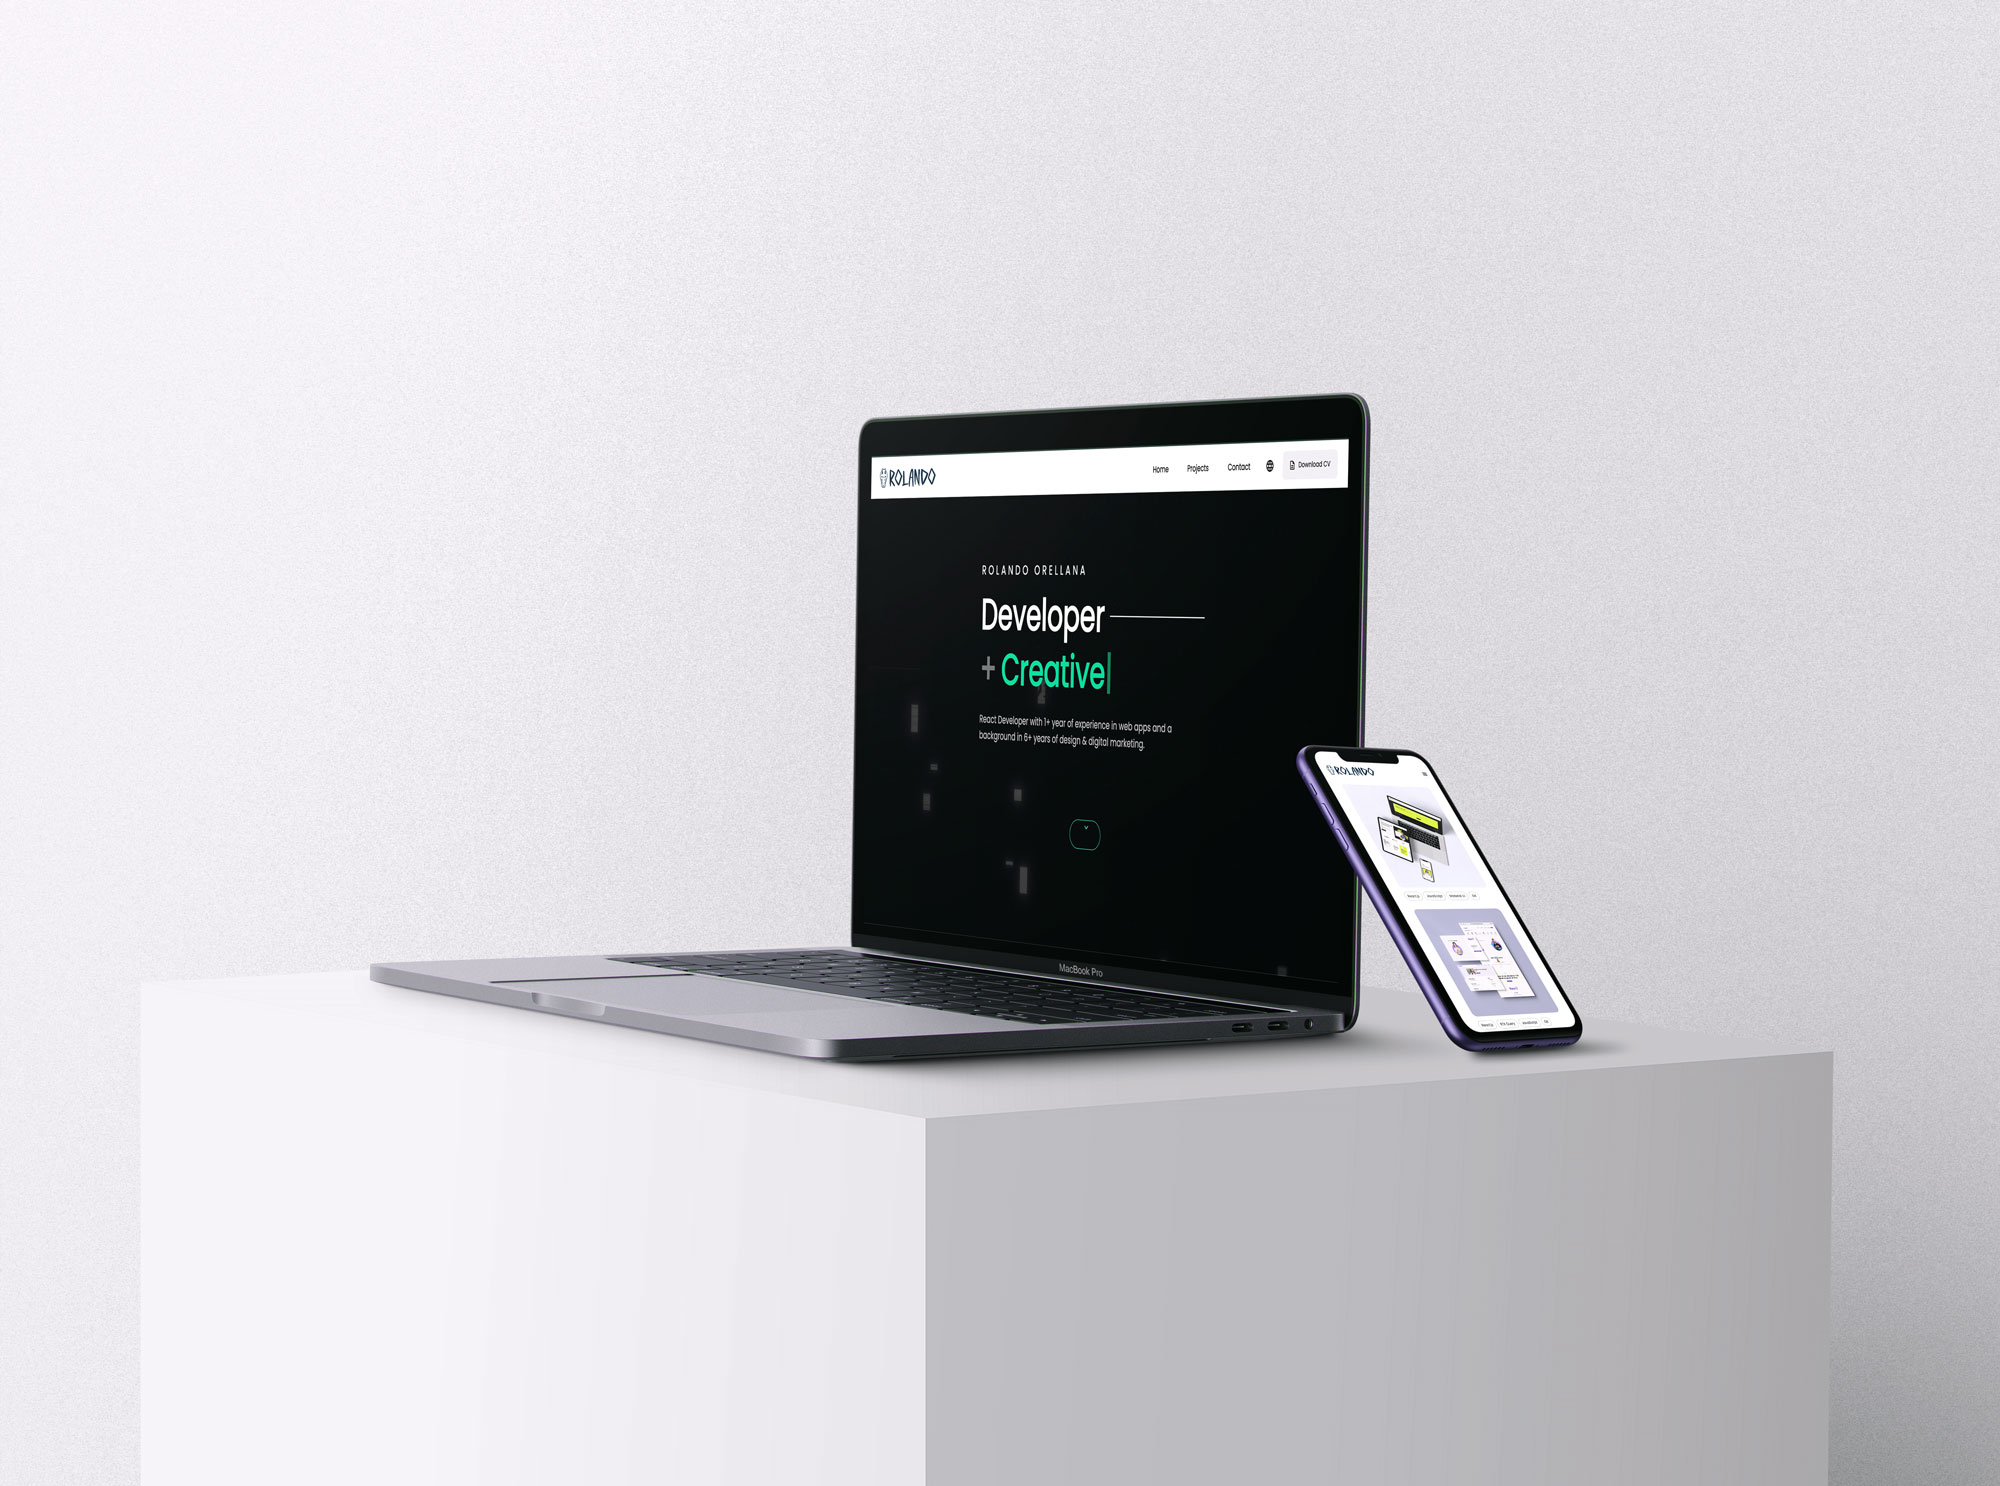 ROLANDO
Home
Projects
Contact
Download CV
ROLANDO ORELLANA
Developer
+ Creative
React Developer with 1+ year of experience in web apps and a
background in 6+ years of design & digital marketing.
MacBook Pro
ROLANDO